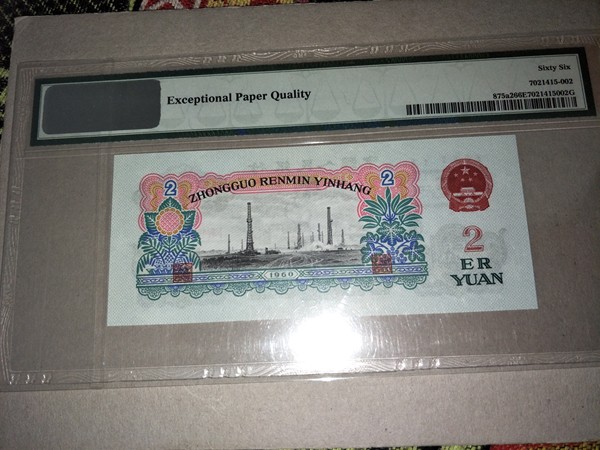 Sixty Six
Exceptional Paper Quality
7021415-002
875a266E7021415002G
2
2
ZHONGGUO RENMIN YINHANG
1960
2
ER
YUAN